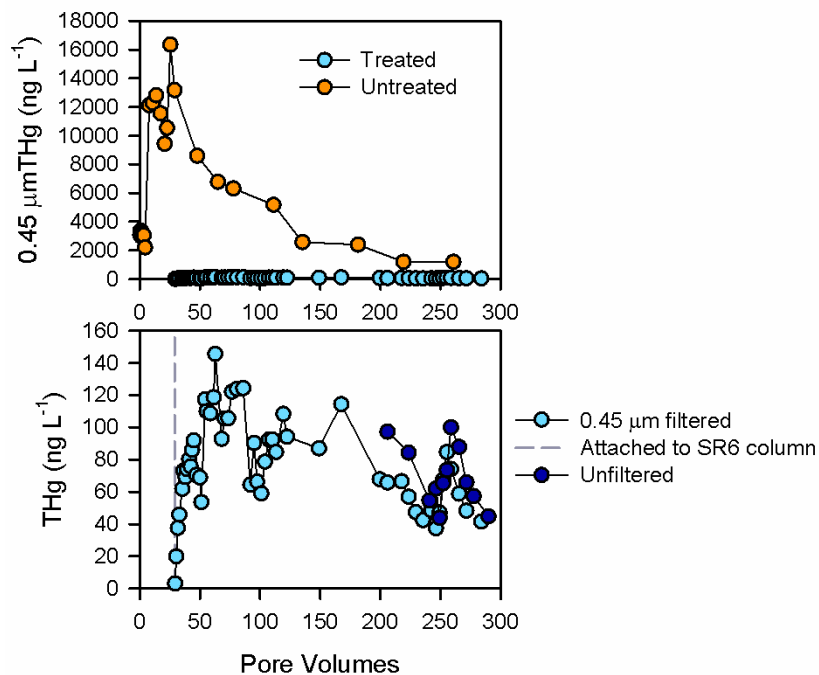 18000
16000
14000
12000
10000
8000
6000
4000
2000
0
0.45 μmTHg (ng L⁻¹)
Treated
Untreated
0 50 100 150 200 250 300
160
140
120
100
80
60
40
20
0
THg (ng L⁻¹)
0.45 μm filtered
Attached to SR6 column
Unfiltered
0 50 100 150 200 250 300
Pore Volumes